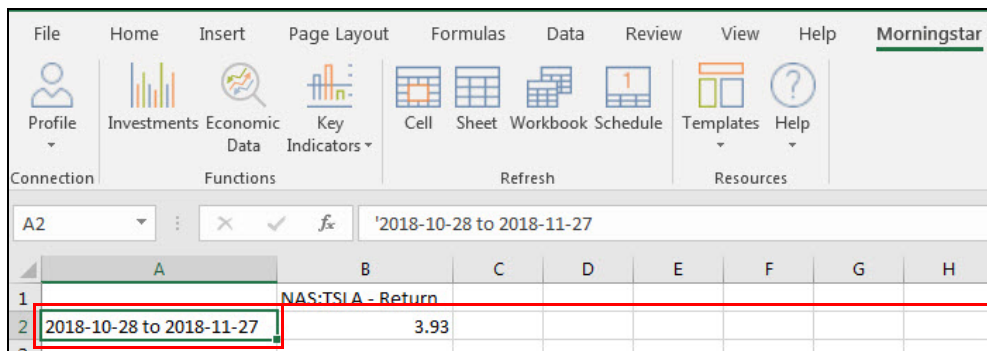 File Home Insert Page Layout Formulas Data Review View Help Morningstar
Profile Investments Economic Data Key Indicators Cell Sheet Workbook Schedule Templates Help
Connection Functions Refresh Resources
A2 fx '2018-10-28 to 2018-11-27
A B C D E F G H
1 NAS:TSLA - Return
2 2018-10-28 to 2018-11-27 3.93